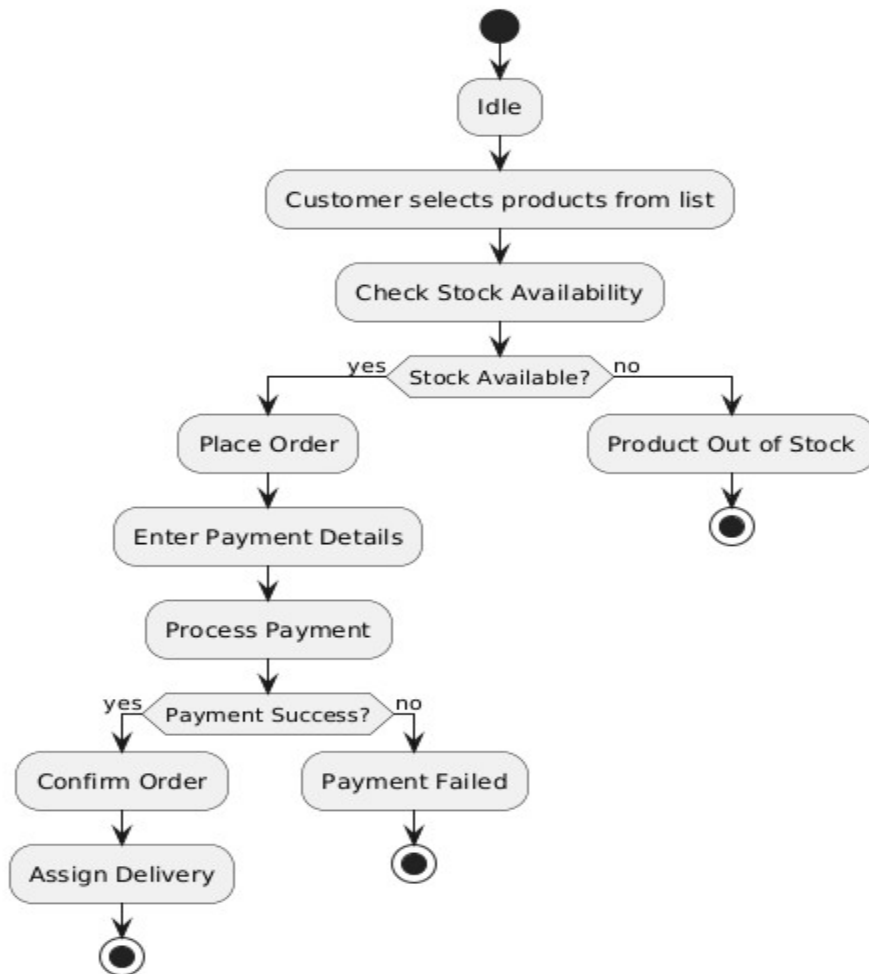 Idle
Customer selects products from list
Check Stock Availability
yes
Stock Available?
no
Place Order
Product Out of Stock
Enter Payment Details
Process Payment
yes
Payment Success?
no
Confirm Order
Payment Failed
Assign Delivery